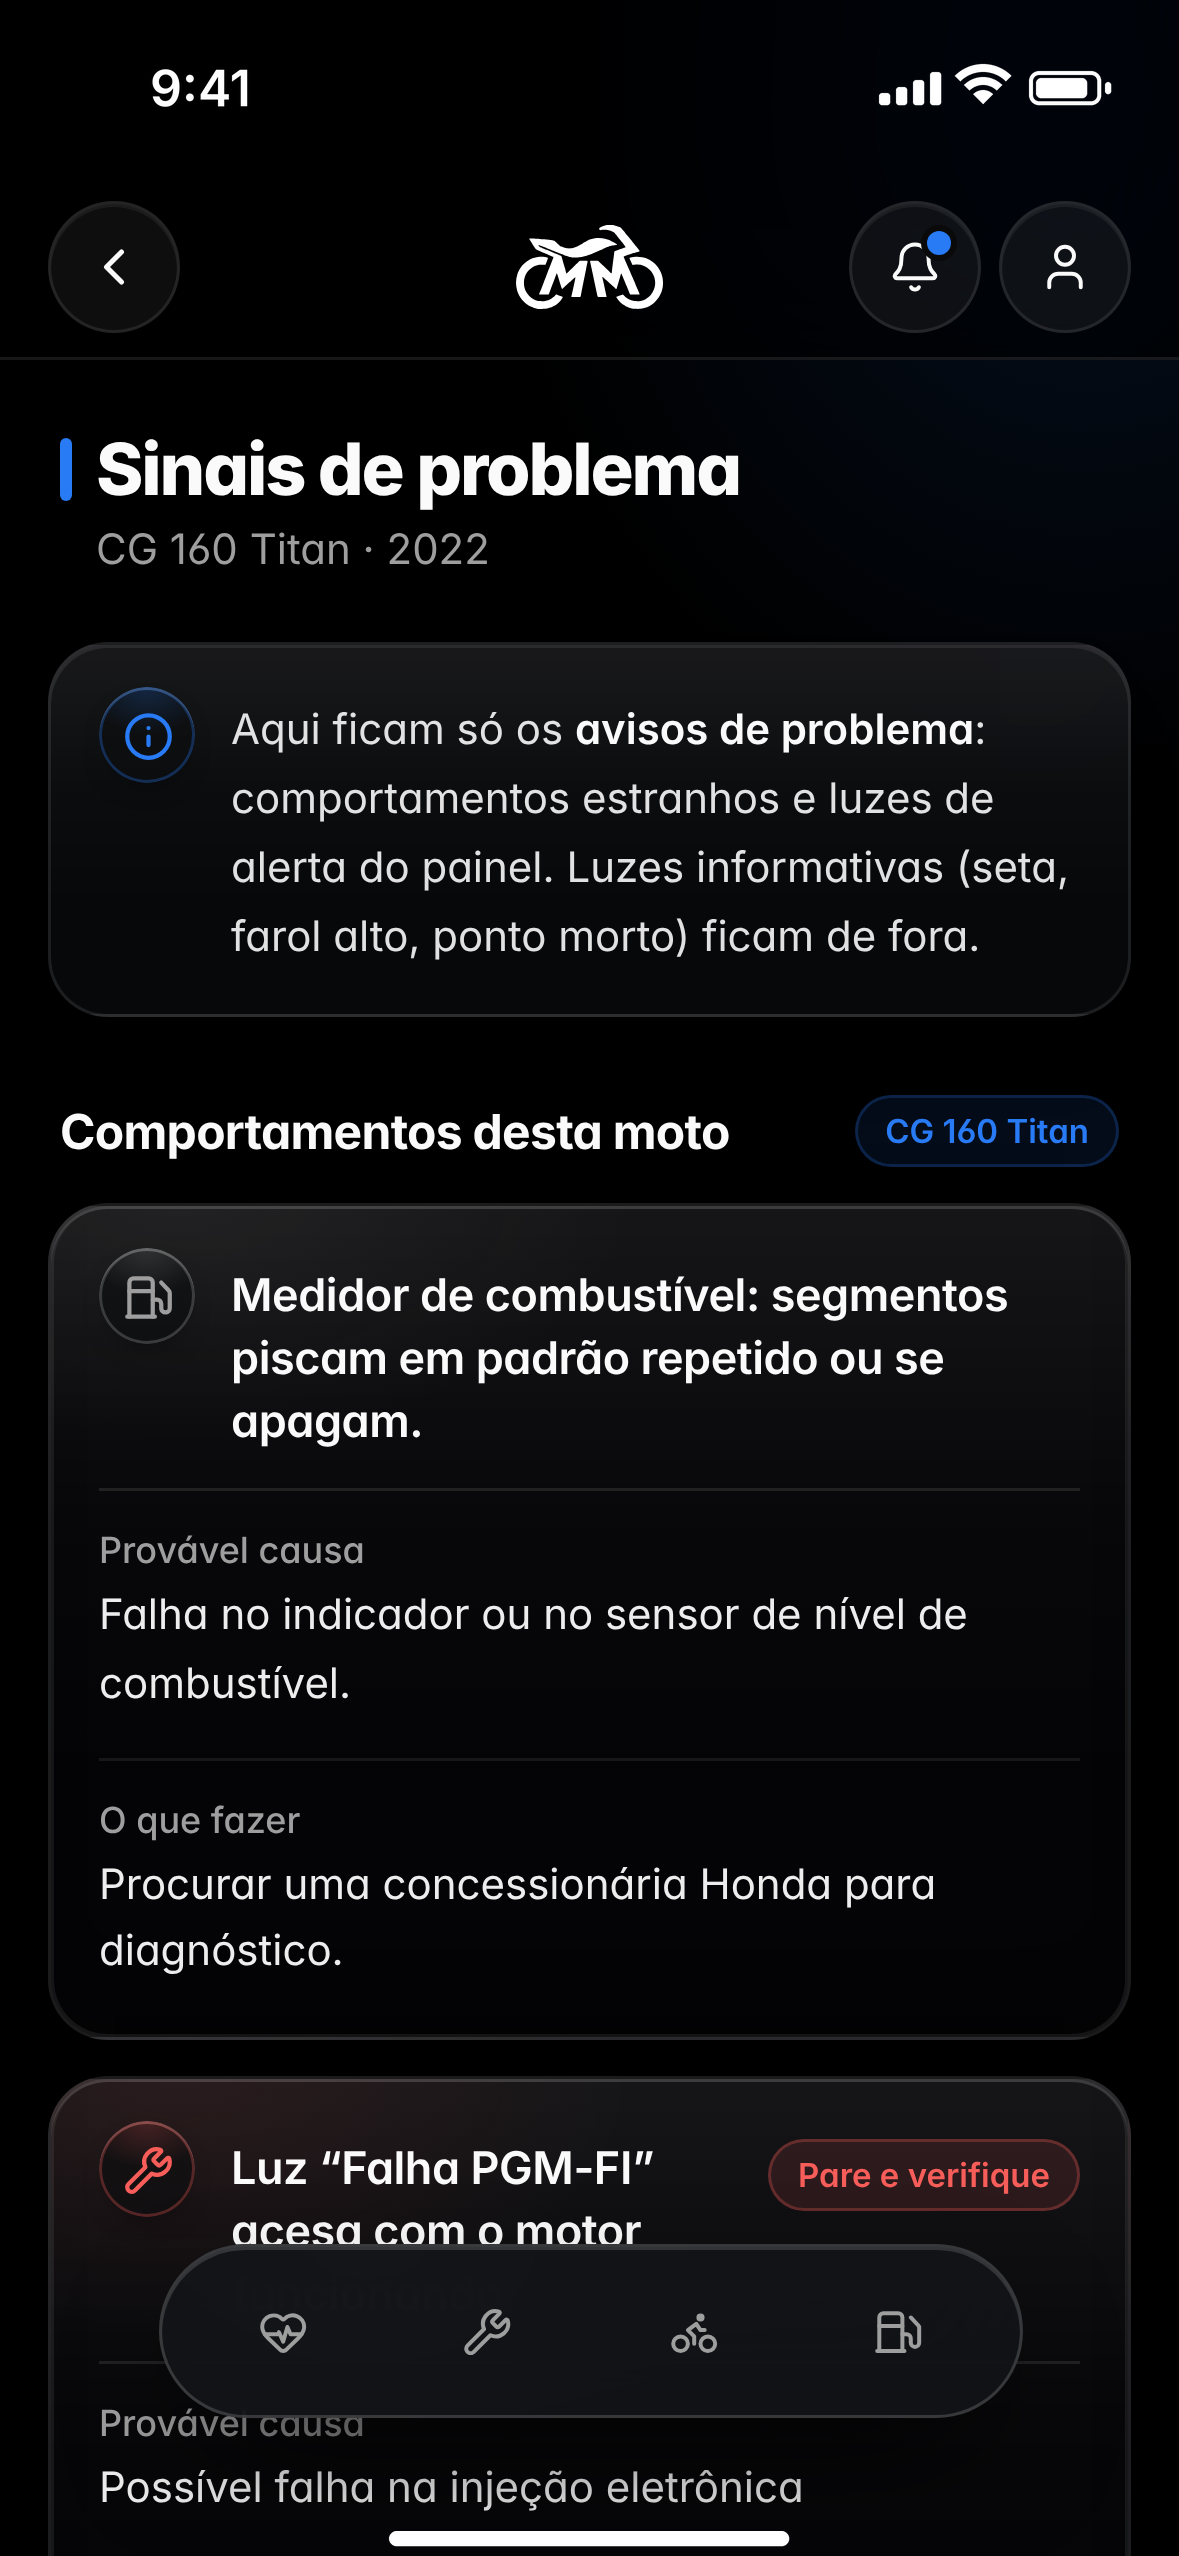 9:41
MM
Sinais de problema
CG 160 Titan · 2022
Aqui ficam só os avisos de problema:
comportamentos estranhos e luzes de
alerta do painel. Luzes informativas (seta,
farol alto, ponto morto) ficam de fora.
Comportamentos desta moto
CG 160 Titan
Medidor de combustível: segmentos
piscam em padrão repetido ou se
apagam.
Provável causa
Falha no indicador ou no sensor de nível de
combustível.
O que fazer
Procurar uma concessionária Honda para
diagnóstico.
Luz “Falha PGM-FI”
Pare e verifique
acesa com o motor
Provável causa
Possível falha na injeção eletrônica